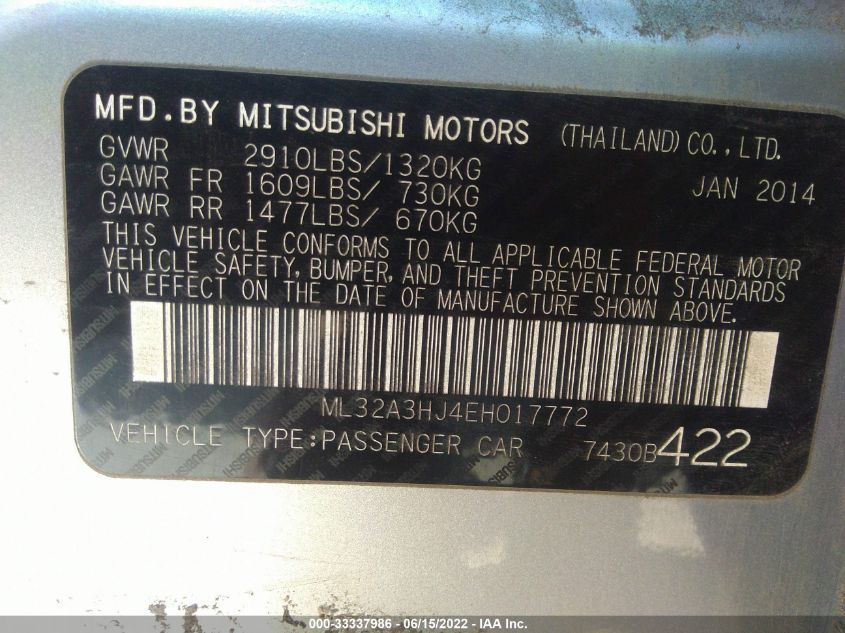 MFD.BY MITSUBISHI MOTORS (THAILAND) CO.,LTD.
GVWR 2910LBS/1320KG JAN 2014
GAWR FR 1609LBS/ 730KG
GAWR RR 1477LBS/ 670KG
THIS VEHICLE CONFORMS TO ALL APPLICABLE FEDERAL MOTOR
VEHICLE SAFETY, BUMPER, AND THEFT PREVENTION STANDARDS
IN EFFECT ON THE DATE OF MANUFACTURE SHOWN ABOVE.
ML32A3HJ4EH017772
VEHICLE TYPE:PASSENGER CAR 7430B422
000-33337986 - 06/15/2022 - IAA Inc.